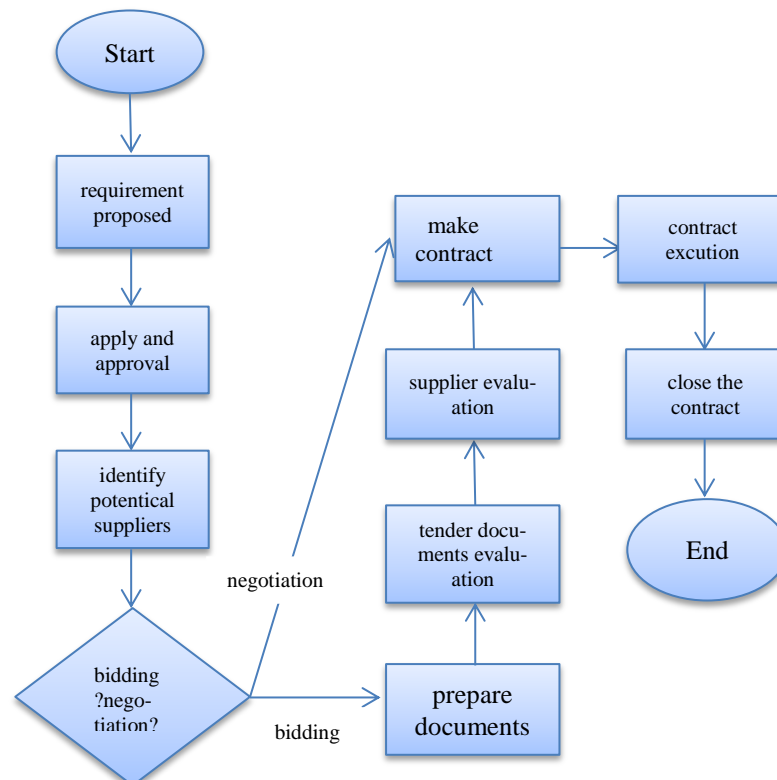 Start
requirement
proposed
apply and
approval
identify
potentical
suppliers
bidding
?nego-
tiation?
negotiation
bidding
prepare
documents
tender docu-
ments evalu-
ation
supplier evalu-
ation
make
contract
contract
excution
close the
contract
End